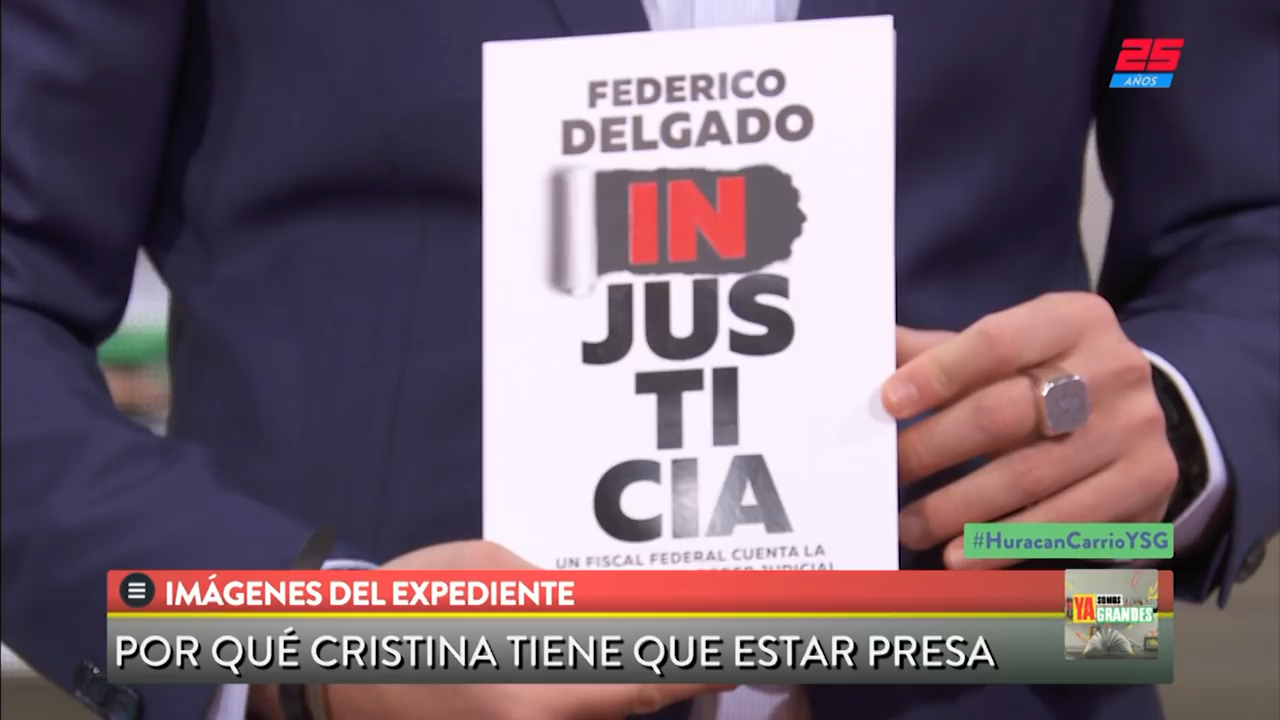 FEDERICO
DELGADO
IN
JUS
TI
CIA
UN FISCAL FEDERAL CUENTA LA
JUDICIAL
25
AÑOS
#HuracanCarrioYSG
IMÁGENES DEL EXPEDIENTE
POR QUÉ CRISTINA TIENE QUE ESTAR PRESA
YA
SOMOS
GRANDES